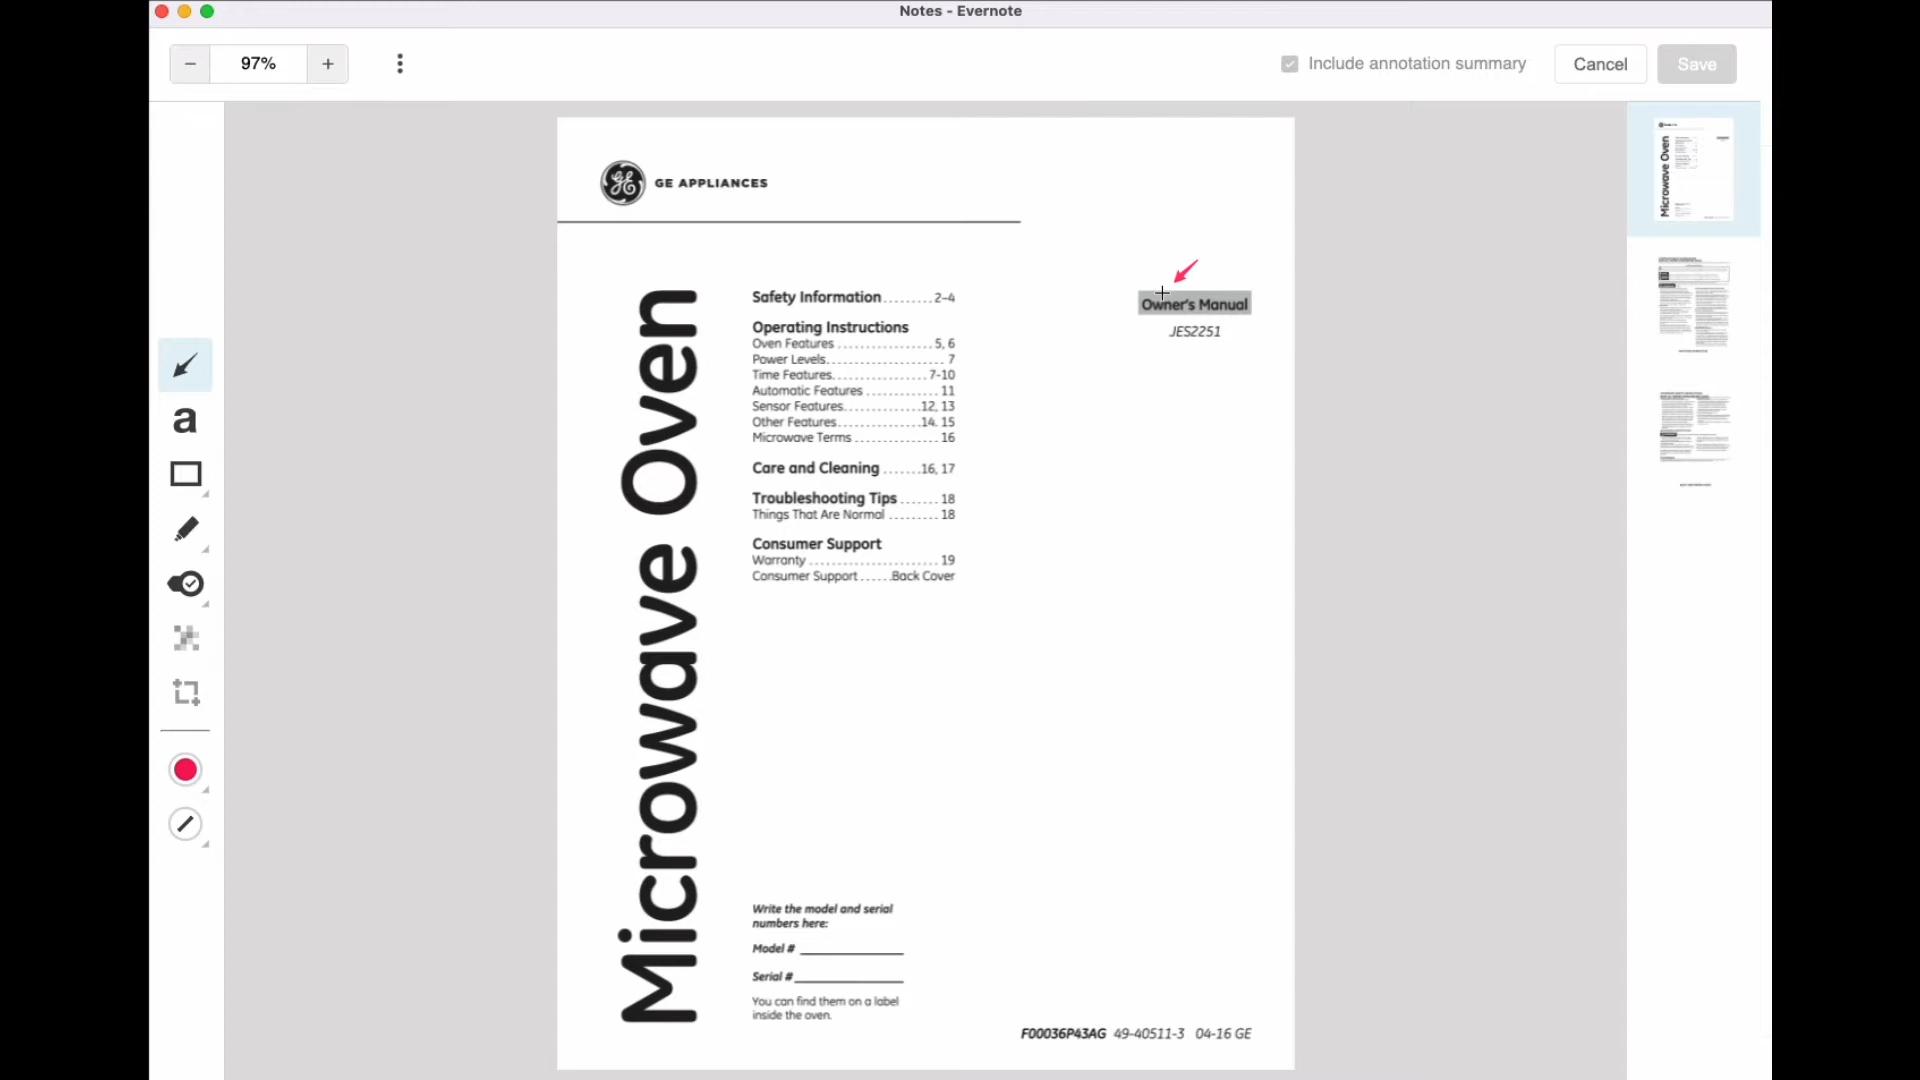 Notes - Evernote
97%
Include annotation summary
Cancel
Save
GE APPLIANCES
Microwave Oven
Safety Information ......... 2–4
Operating Instructions
Oven Features ................... 5, 6
Power Levels ....................... 7
Time Features ................... 7-10
Automatic Features .............. 11
Sensor Features ............... 12, 13
Other Features ................. 14, 15
Microwave Terms ................. 16
Care and Cleaning ....... 16, 17
Troubleshooting Tips ....... 18
Things That Are Normal ......... 18
Consumer Support
Warranty ........................ 19
Consumer Support ...... Back Cover
Owner's Manual
JES2251
Write the model and serial
numbers here:
Model #
Serial #
You can find them on a label
inside the oven.
F00036P43AG 49-40511-3 04-16 GE
a
Microwave Oven